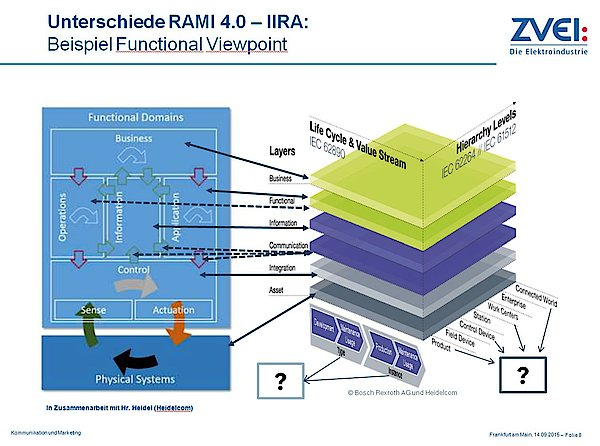 Unterschiede RAMI 4.0 – IIRA:
Beispiel Functional Viewpoint
ZVEI:
Die Elektroindustrie
Functional Domains
Business
Operations
Information
Application
Control
Sense
Actuation
Physical Systems
Layers
Business
Functional
Information
Communication
Integration
Asset
Life Cycle & Value Stream
IEC 62890
Hierarchy Levels
IEC 62264 // IEC 61512
Connected World
Enterprise
Work Centers
Station
Control Device
Field Device
Product
Development
Maintenance
Usage
Type
Production
Maintenance
Usage
Instance
?
?
© Bosch Rexroth AG und Heidelcom
In Zusammenarbeit mit Hr. Heidel (Heidelcom)
Kommunikation und Marketing
Frankfurt am Main, 14.09.2015 – Folie 8